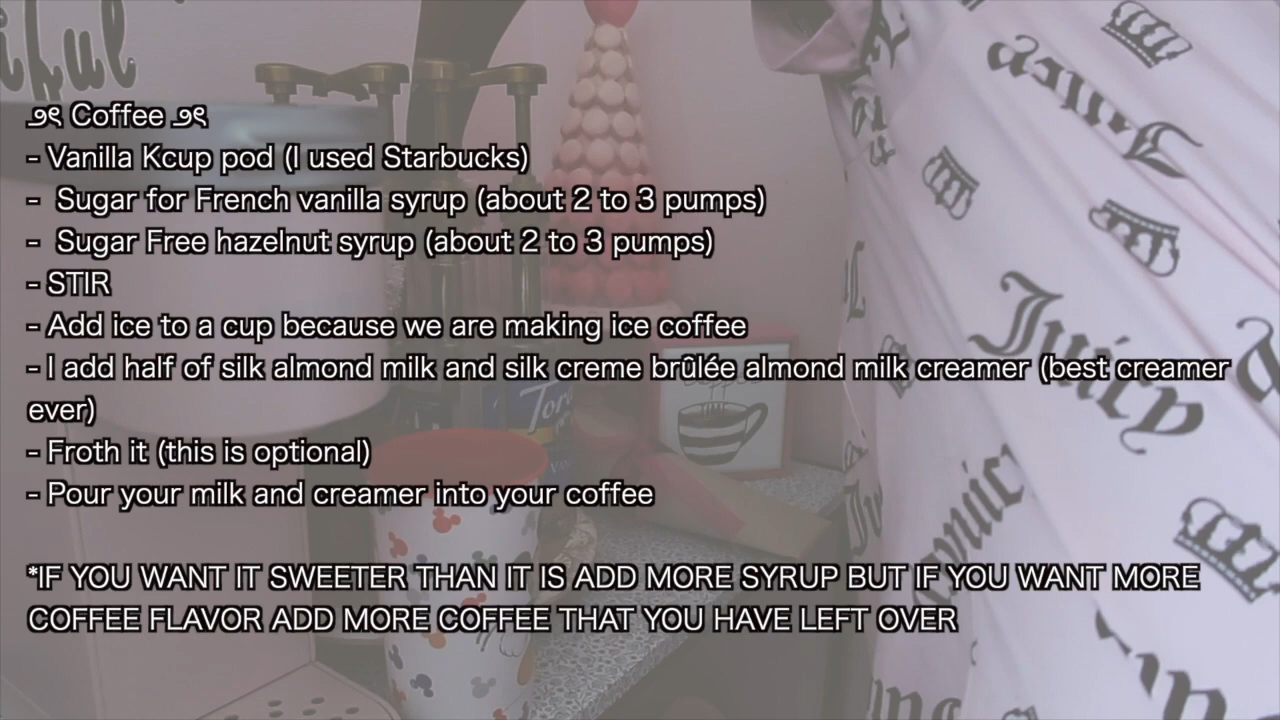 iful
೨ৎ Coffee ೨ৎ
- Vanilla Kcup pod (I used Starbucks)
-  Sugar for French vanilla syrup (about 2 to 3 pumps)
-  Sugar Free hazelnut syrup (about 2 to 3 pumps)
- STIR
- Add ice to a cup because we are making ice coffee
- I add half of silk almond milk and silk creme brûlée almond milk creamer (best creamer
ever)
- Froth it (this is optional)
- Pour your milk and creamer into your coffee
*IF YOU WANT IT SWEETER THAN IT IS ADD MORE SYRUP BUT IF YOU WANT MORE
COFFEE FLAVOR ADD MORE COFFEE THAT YOU HAVE LEFT OVER
Juicy